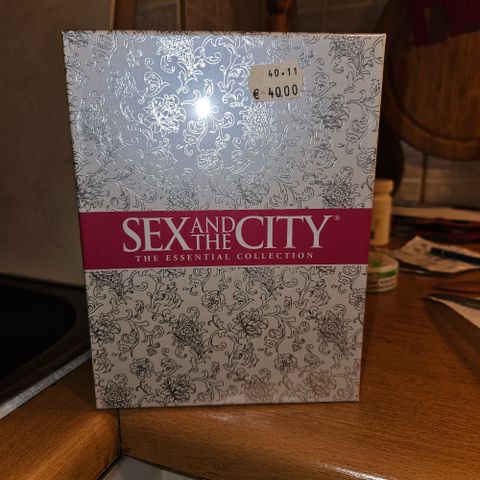 40.11
€ 40.00
SEX AND THE CITY®
THE ESSENTIAL COLLECTION